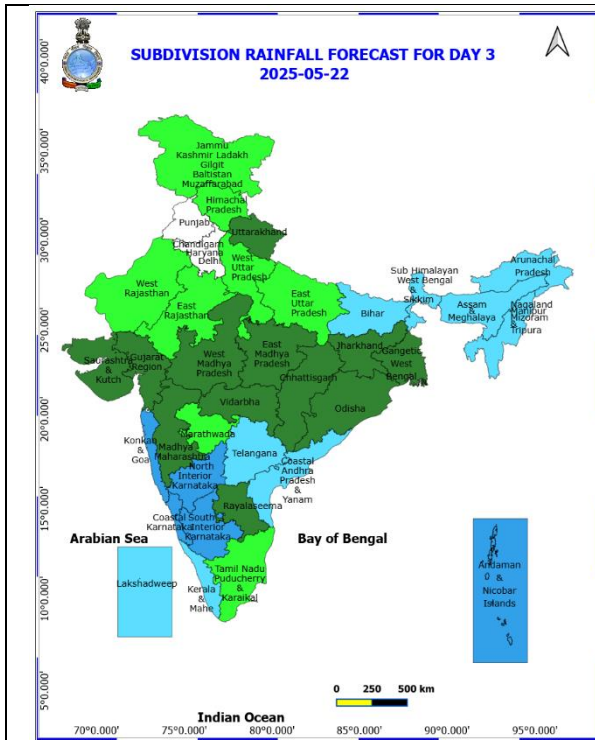 SUBDIVISION RAINFALL FORECAST FOR DAY 3
2025-05-22
40°0.000'
35°0.000'
30°0.000'
25°0.000'
20°0.000'
15°0.000'
10°0.000'
5°0.000'
Jammu
Kashmir Ladakh
Gilgit
Baltistan
Muzaffarabad
Himachal
Pradesh
Punjab
Uttarakhand
Chandigarh
Haryana
Delhi
West
Uttar
Pradesh
West
Rajasthan
East
Rajasthan
East
Uttar
Pradesh
Bihar
Sub Himalayan
West Bengal
&
Sikkim
Arunachal
Pradesh
Assam
&
Meghalaya
Nagaland
Manipur
Mizoram
&
Tripura
Saurashtra
&
Kutch
Gujarat
Region
West
Madhya
Pradesh
East
Madhya
Pradesh
Jharkhand
Gangetic
West
Bengal
Chhattisgarh
Vidarbha
Odisha
Konkan
&
Goa
Madhya
Maharashtra
Marathwada
Telangana
North
Interior
Karnataka
Coastal
Andhra
Pradesh
&
Yanam
Rayalaseema
Coastal
Karnataka
South
Interior
Karnataka
Arabian Sea
Bay of Bengal
Lakshadweep
Kerala
&
Mahe
Tamil Nadu
Puducherry
&
Karaikal
Andaman
&
Nicobar
Islands
0 250 500 km
Indian Ocean
70°0.000' 75°0.000' 80°0.000' 85°0.000' 90°0.000' 95°0.000'